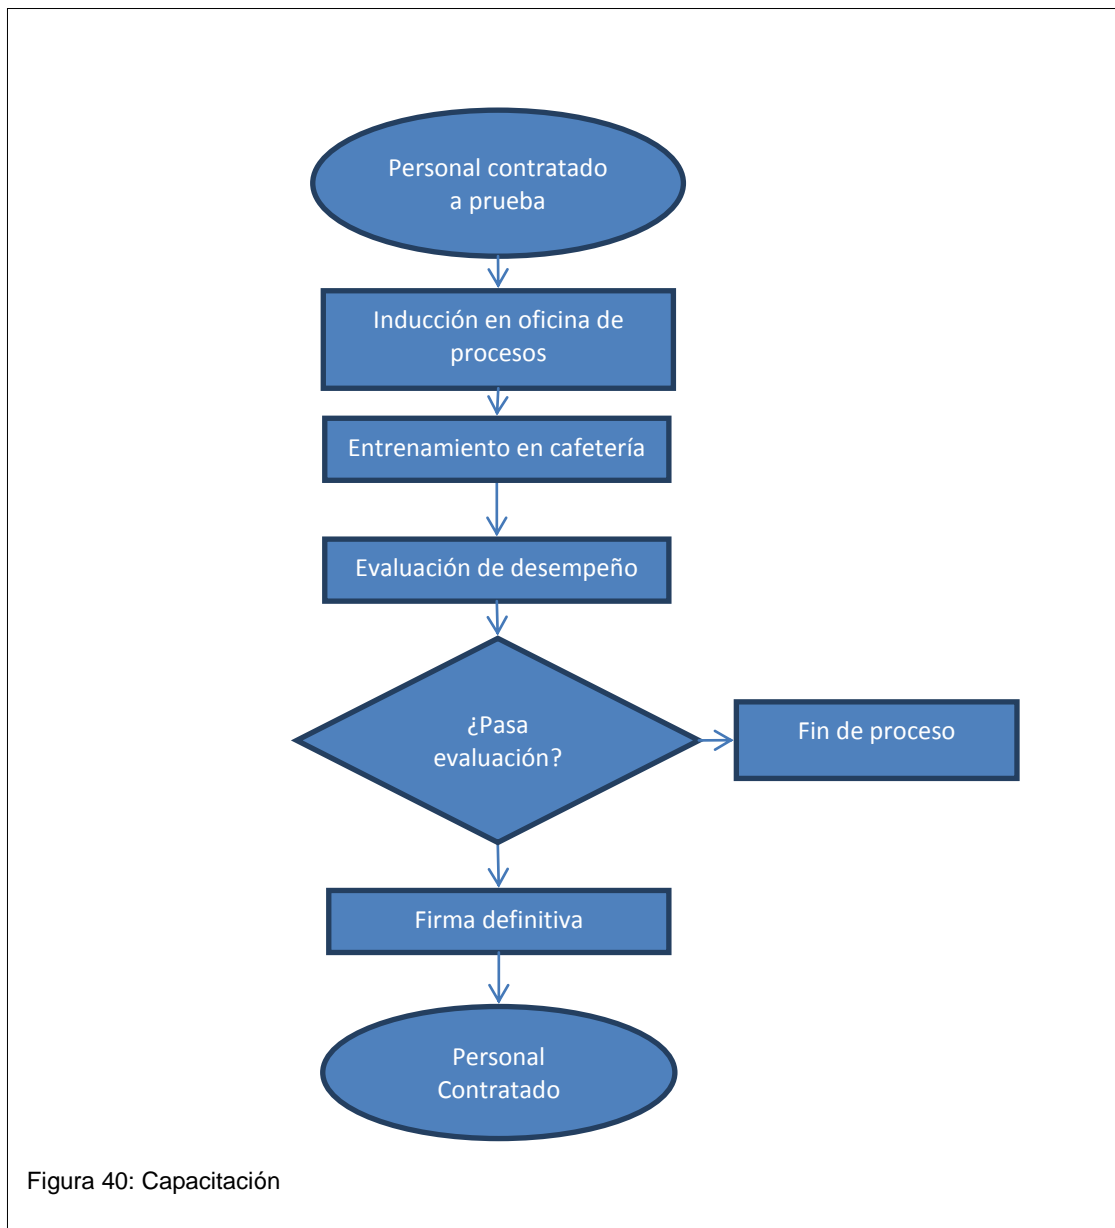 Personal contratado
a prueba
Inducción en oficina de
procesos
Entrenamiento en cafetería
Evaluación de desempeño
¿Pasa
evaluación?
Fin de proceso
Firma definitiva
Personal
Contratado
Figura 40: Capacitación